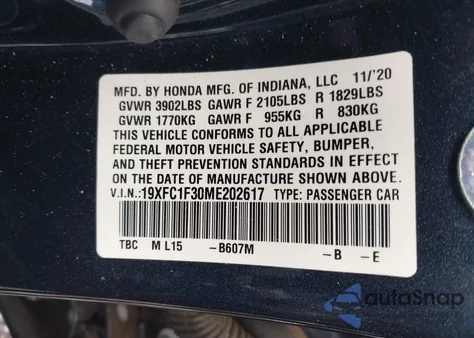 MFD. BY HONDA MFG. OF INDIANA, LLC 11/'20
GVWR 3902LBS GAWR F 2105LBS R 1829LBS
GVWR 1770KG GAWR F 955KG R 830KG
THIS VEHICLE CONFORMS TO ALL APPLICABLE
FEDERAL MOTOR VEHICLE SAFETY, BUMPER,
AND THEFT PREVENTION STANDARDS IN EFFECT
ON THE DATE OF MANUFACTURE SHOWN ABOVE.
V.I.N.:19XFC1F30ME202617 TYPE: PASSENGER CAR
TBC M L15 -B607M -B -E
autoSnap